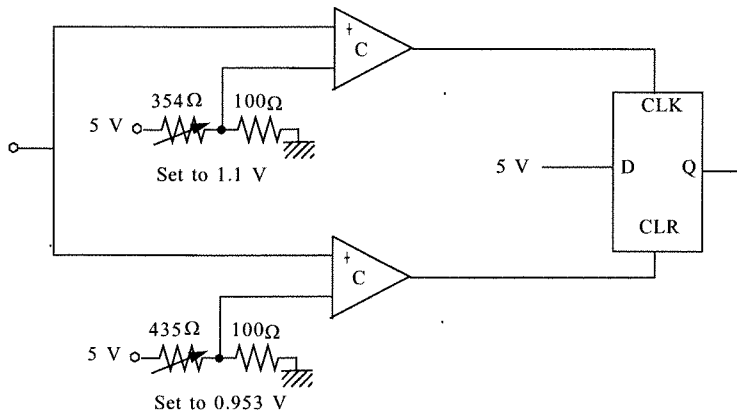 +
C
354Ω 100Ω
5 V
Set to 1.1 V
CLK
5 V
D Q
CLR
+
C
435Ω 100Ω
5 V
Set to 0.953 V